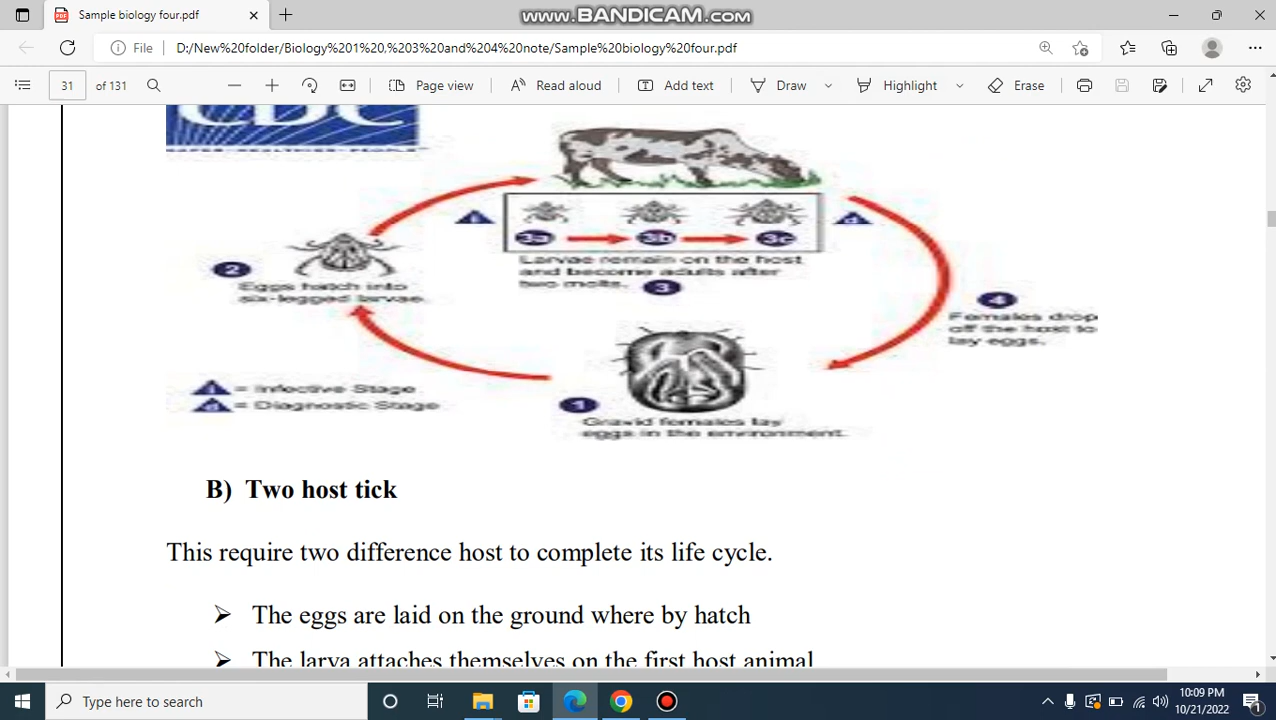 Sample biology four.pdf
www.BANDICAM.com
File
D:/New%20folder/Biology%201%20.%203%20and%204%20note/Sample%20biology%20four.pdf
31 of 131
Page view
Read aloud
Add text
Draw
Highlight
Erase
CDC
SAFER·HEALTHIER·PEOPLE™
i
d
3a
3b
3c
Larvae remain on the host
and become adults after
two molts. 3
2
Eggs hatch into
six-legged larvae.
4
Females drop
off the host to
lay eggs.
i = Infective Stage
d = Diagnostic Stage
1
Gravid females lay
eggs in the environment.
B) Two host tick
This require two difference host to complete its life cycle.
➢ The eggs are laid on the ground where by hatch
➢ The larva attaches themselves on the first host animal
Type here to search
10:09 PM
10/21/2022
1